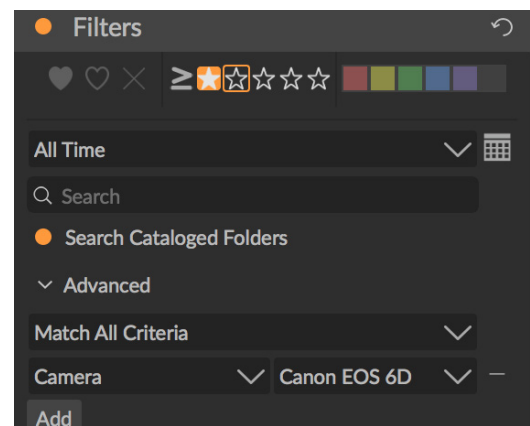 Filters
All Time
Search
Search Cataloged Folders
Advanced
Match All Criteria
Camera Canon EOS 6D
Add